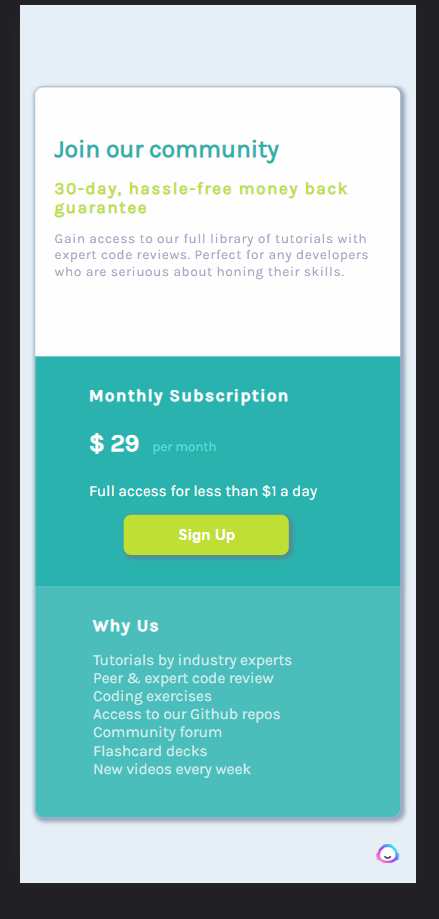 Join our community
30-day, hassle-free money back
guarantee
Gain access to our full library of tutorials with
expert code reviews. Perfect for any developers
who are seriuous about honing their skills.
Monthly Subscription
$ 29 per month
Full access for less than $1 a day
Sign Up
Why Us
Tutorials by industry experts
Peer & expert code review
Coding exercises
Access to our Github repos
Community forum
Flashcard decks
New videos every week